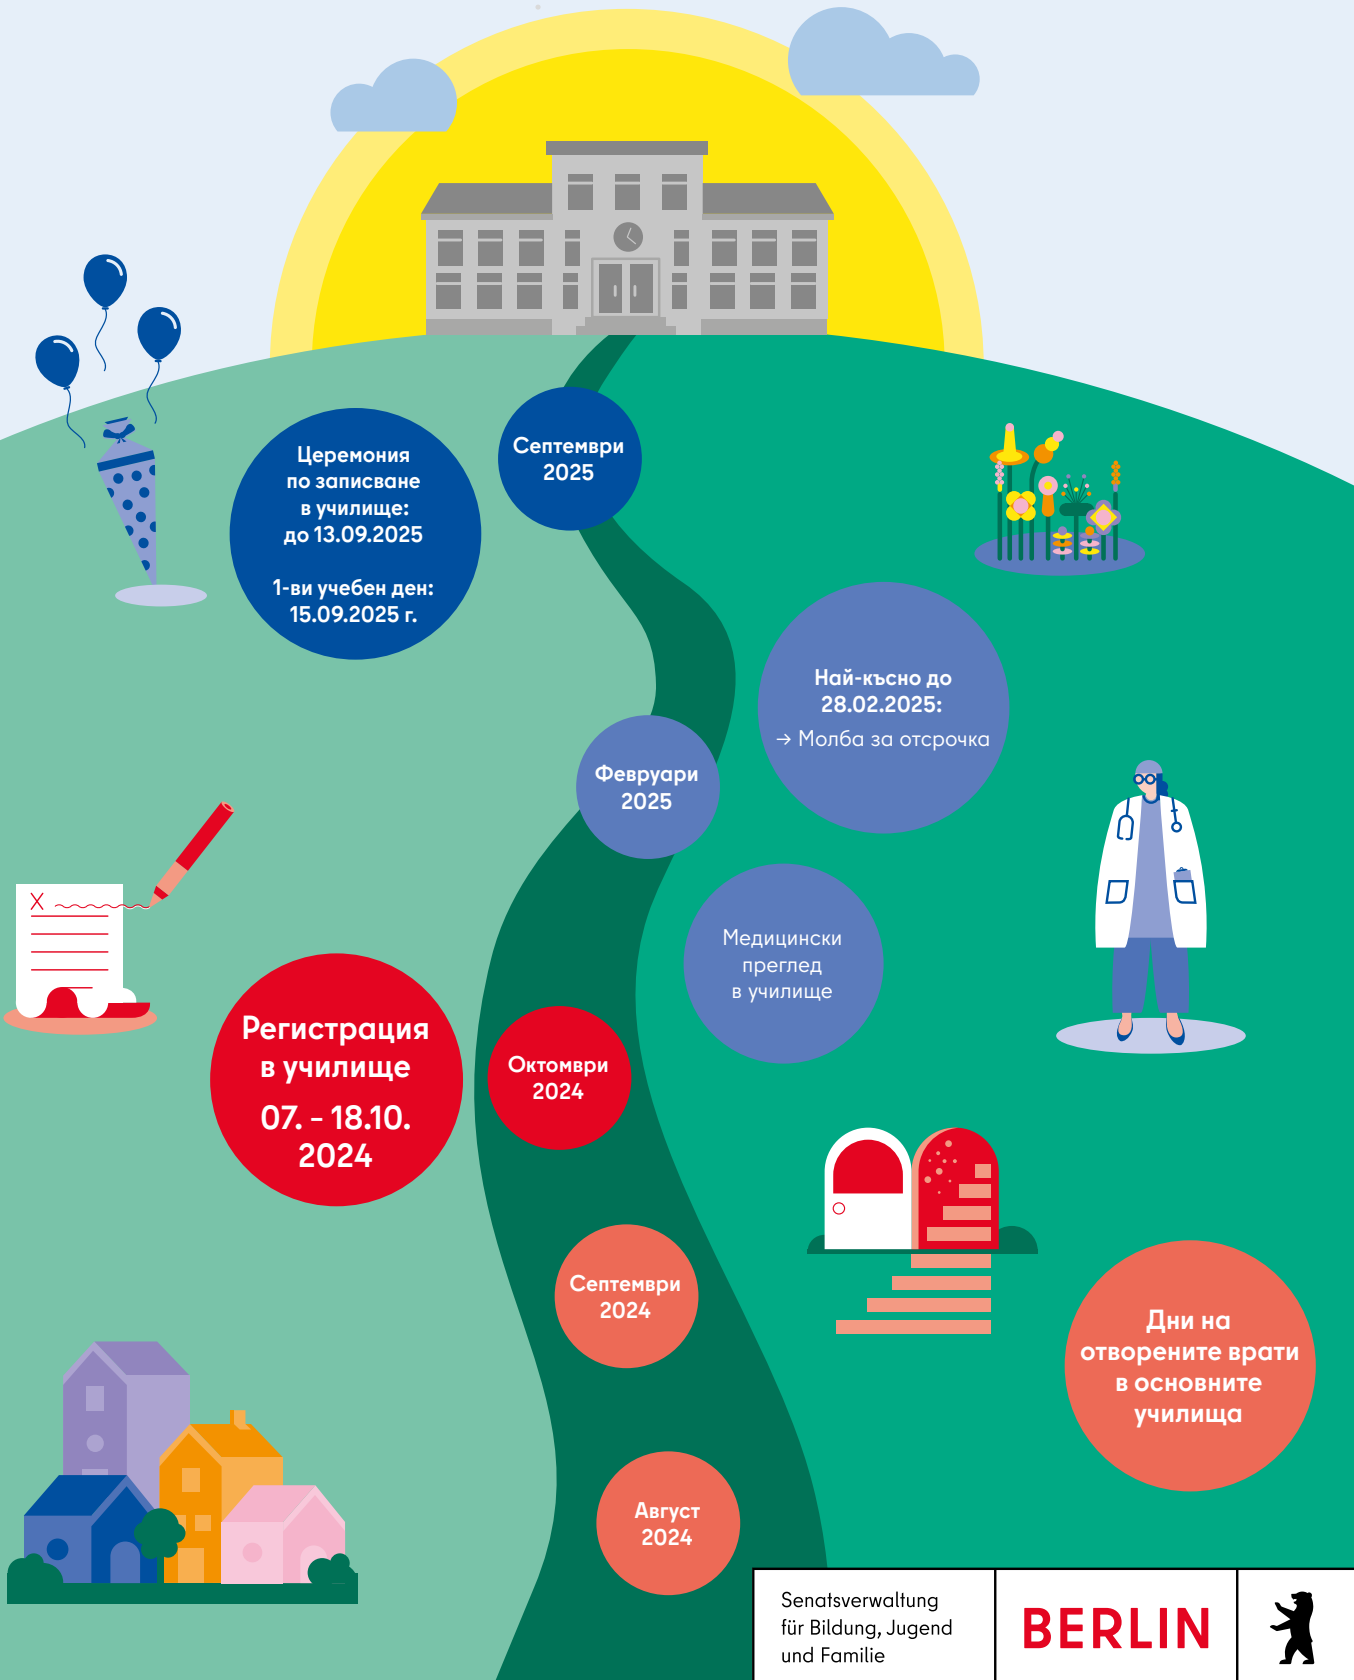 Септември
2025
Церемония
по записване
в училище:
до 13.09.2025
1-ви учебен ден:
15.09.2025 г.
Най-късно до
28.02.2025:
→ Молба за отсрочка
Февруари
2025
Медицински
преглед
в училище
Регистрация
в училище
07. – 18.10.
2024
Октомври
2024
Септември
2024
Дни на
отворените врати
в основните
училища
Август
2024
Senatsverwaltung
für Bildung, Jugend
und Familie
BERLIN